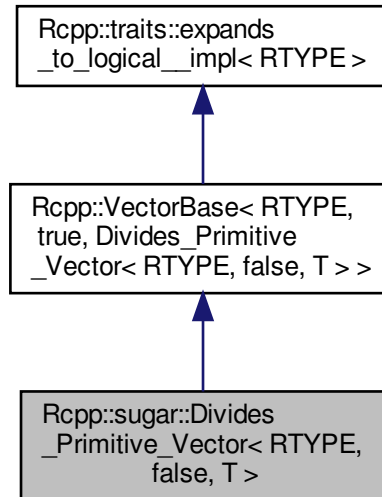 Rcpp::traits::expands
_to_logical__impl< RTYPE >
Rcpp::VectorBase< RTYPE,
true, Divides_Primitive
_Vector< RTYPE, false, T > >
Rcpp::sugar::Divides
_Primitive_Vector< RTYPE,
false, T >